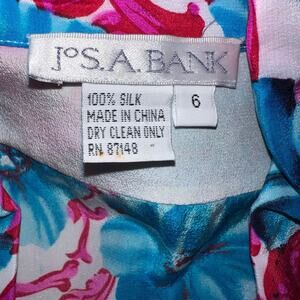 JoS.A. BANK
100% SILK
MADE IN CHINA
DRY CLEAN ONLY
RN 87148
6